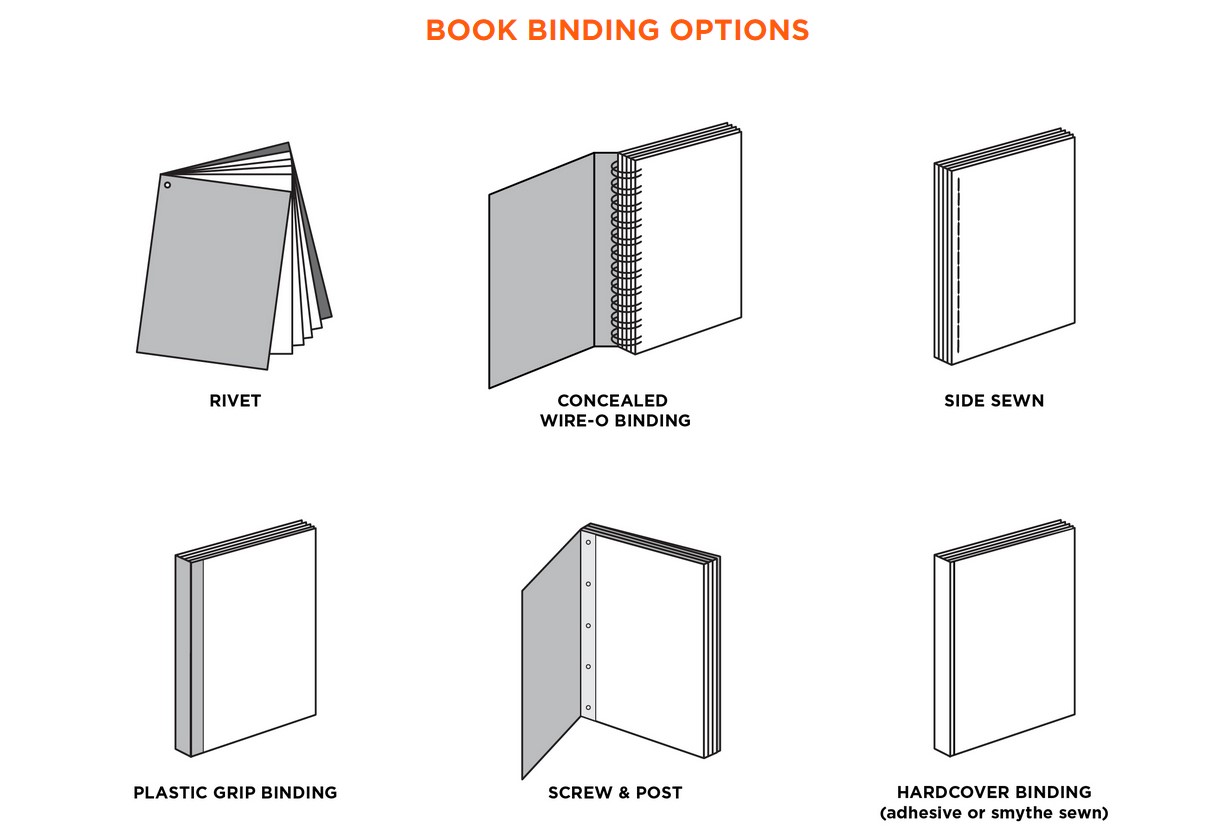 BOOK BINDING OPTIONS
RIVET
CONCEALED
WIRE-O BINDING
SIDE SEWN
PLASTIC GRIP BINDING
SCREW & POST
HARDCOVER BINDING
(adhesive or smythe sewn)